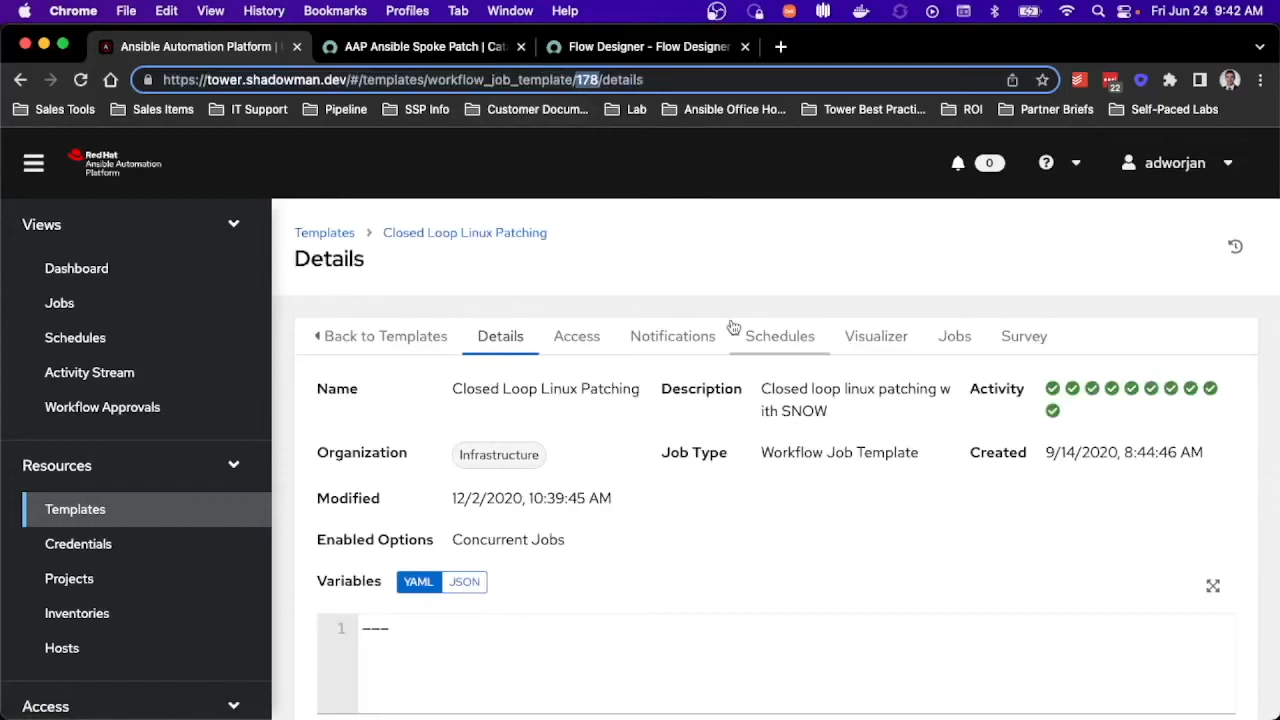 Chrome File Edit View History Bookmarks Profiles Tab Window Help Fri Jun 24 9:42 AM
Ansible Automation Platform | AAP Ansible Spoke Patch | Cat Flow Designer - Flow Designer
https://tower.shadowman.dev/#/templates/workflow_job_template/178/details 22
Sales Tools Sales Items IT Support Pipeline SSP Info Customer Docum... Lab Ansible Office Ho... Tower Best Practi... ROI Partner Briefs Self-Paced Labs
Red Hat
Ansible Automation
Platform
0 adworjan
Views
Dashboard
Jobs
Schedules
Activity Stream
Workflow Approvals
Resources
Templates
Credentials
Projects
Inventories
Hosts
Access
Templates > Closed Loop Linux Patching
Details
Back to Templates Details Access Notifications Schedules Visualizer Jobs Survey
Name Closed Loop Linux Patching Description Closed loop linux patching w
ith SNOW
Activity
Organization Infrastructure Job Type Workflow Job Template Created 9/14/2020, 8:44:46 AM
Modified 12/2/2020, 10:39:45 AM
Enabled Options Concurrent Jobs
Variables YAML JSON
1 ---